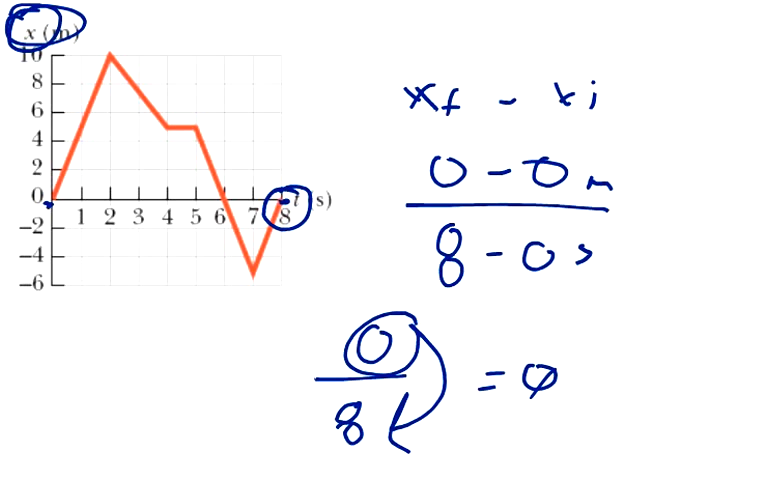 x (m)
10
8
6
4
2
0
−2
−4
−6
1 2 3 4 5 6 7 8 t (s)
xf - xi
0 - 0 m
8 - 0 s
0
8
= 0